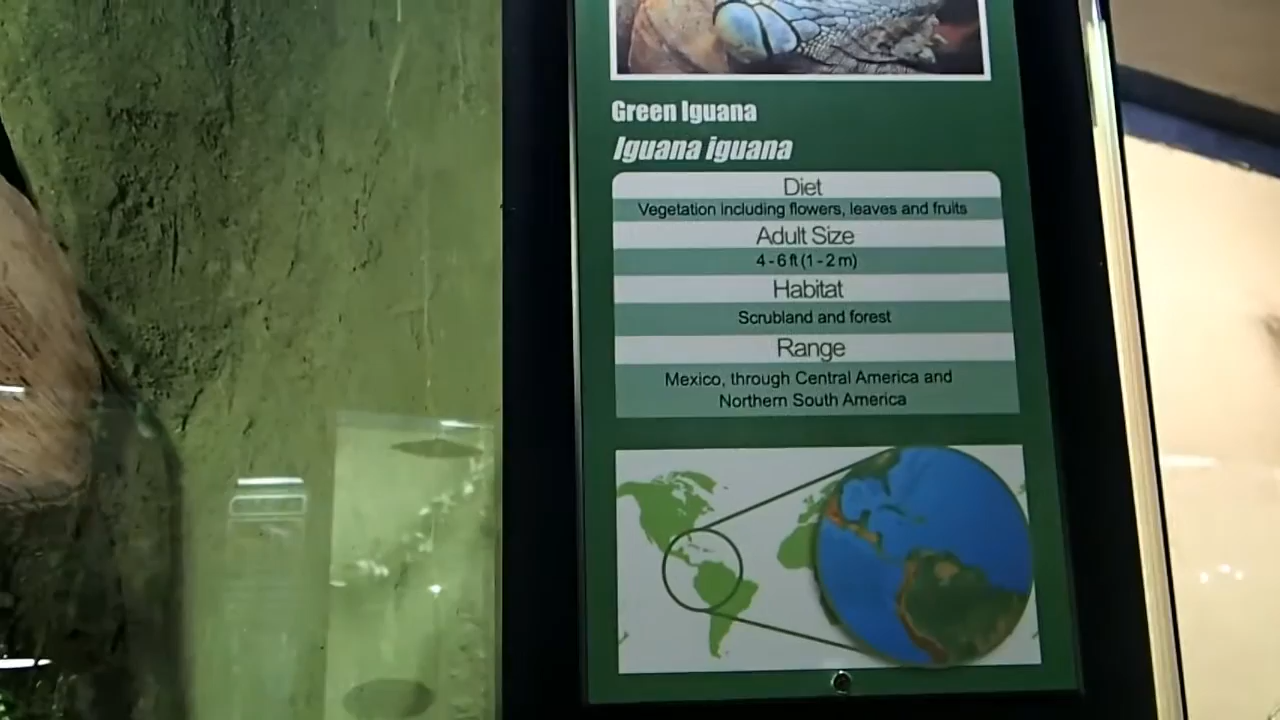 Green Iguana
Iguana iguana
Diet
Vegetation including flowers, leaves and fruits
Adult Size
4 - 6 ft (1 - 2 m)
Habitat
Scrubland and forest
Range
Mexico, through Central America and
Northern South America